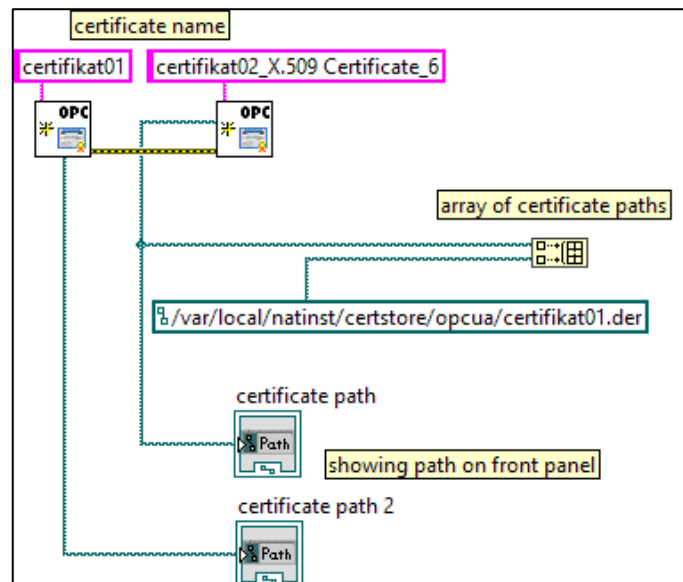 certificate name
certifikat01
certifikat02_X.509 Certificate_6
OPC
OPC
array of certificate paths
/var/local/natinst/certstore/opcua/certifikat01.der
certificate path
Path
showing path on front panel
certificate path 2
Path